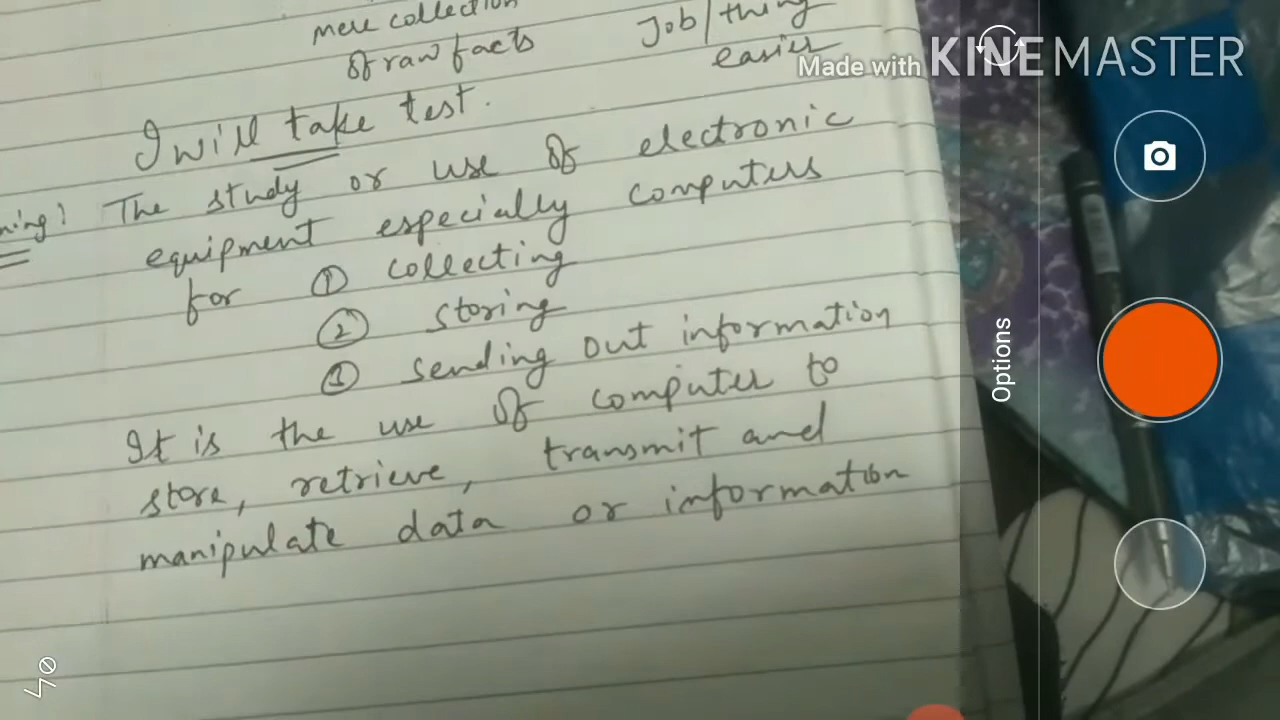 mere collection
of raw facts
Job/thing
easier
I will take test.
ning! The study or use of electronic
equipment especially computers
for ① collecting
② storing
③ sending out information
It is the use of computer to
store, retrieve, transmit and
manipulate data or information
Made with KINEMASTER
Options